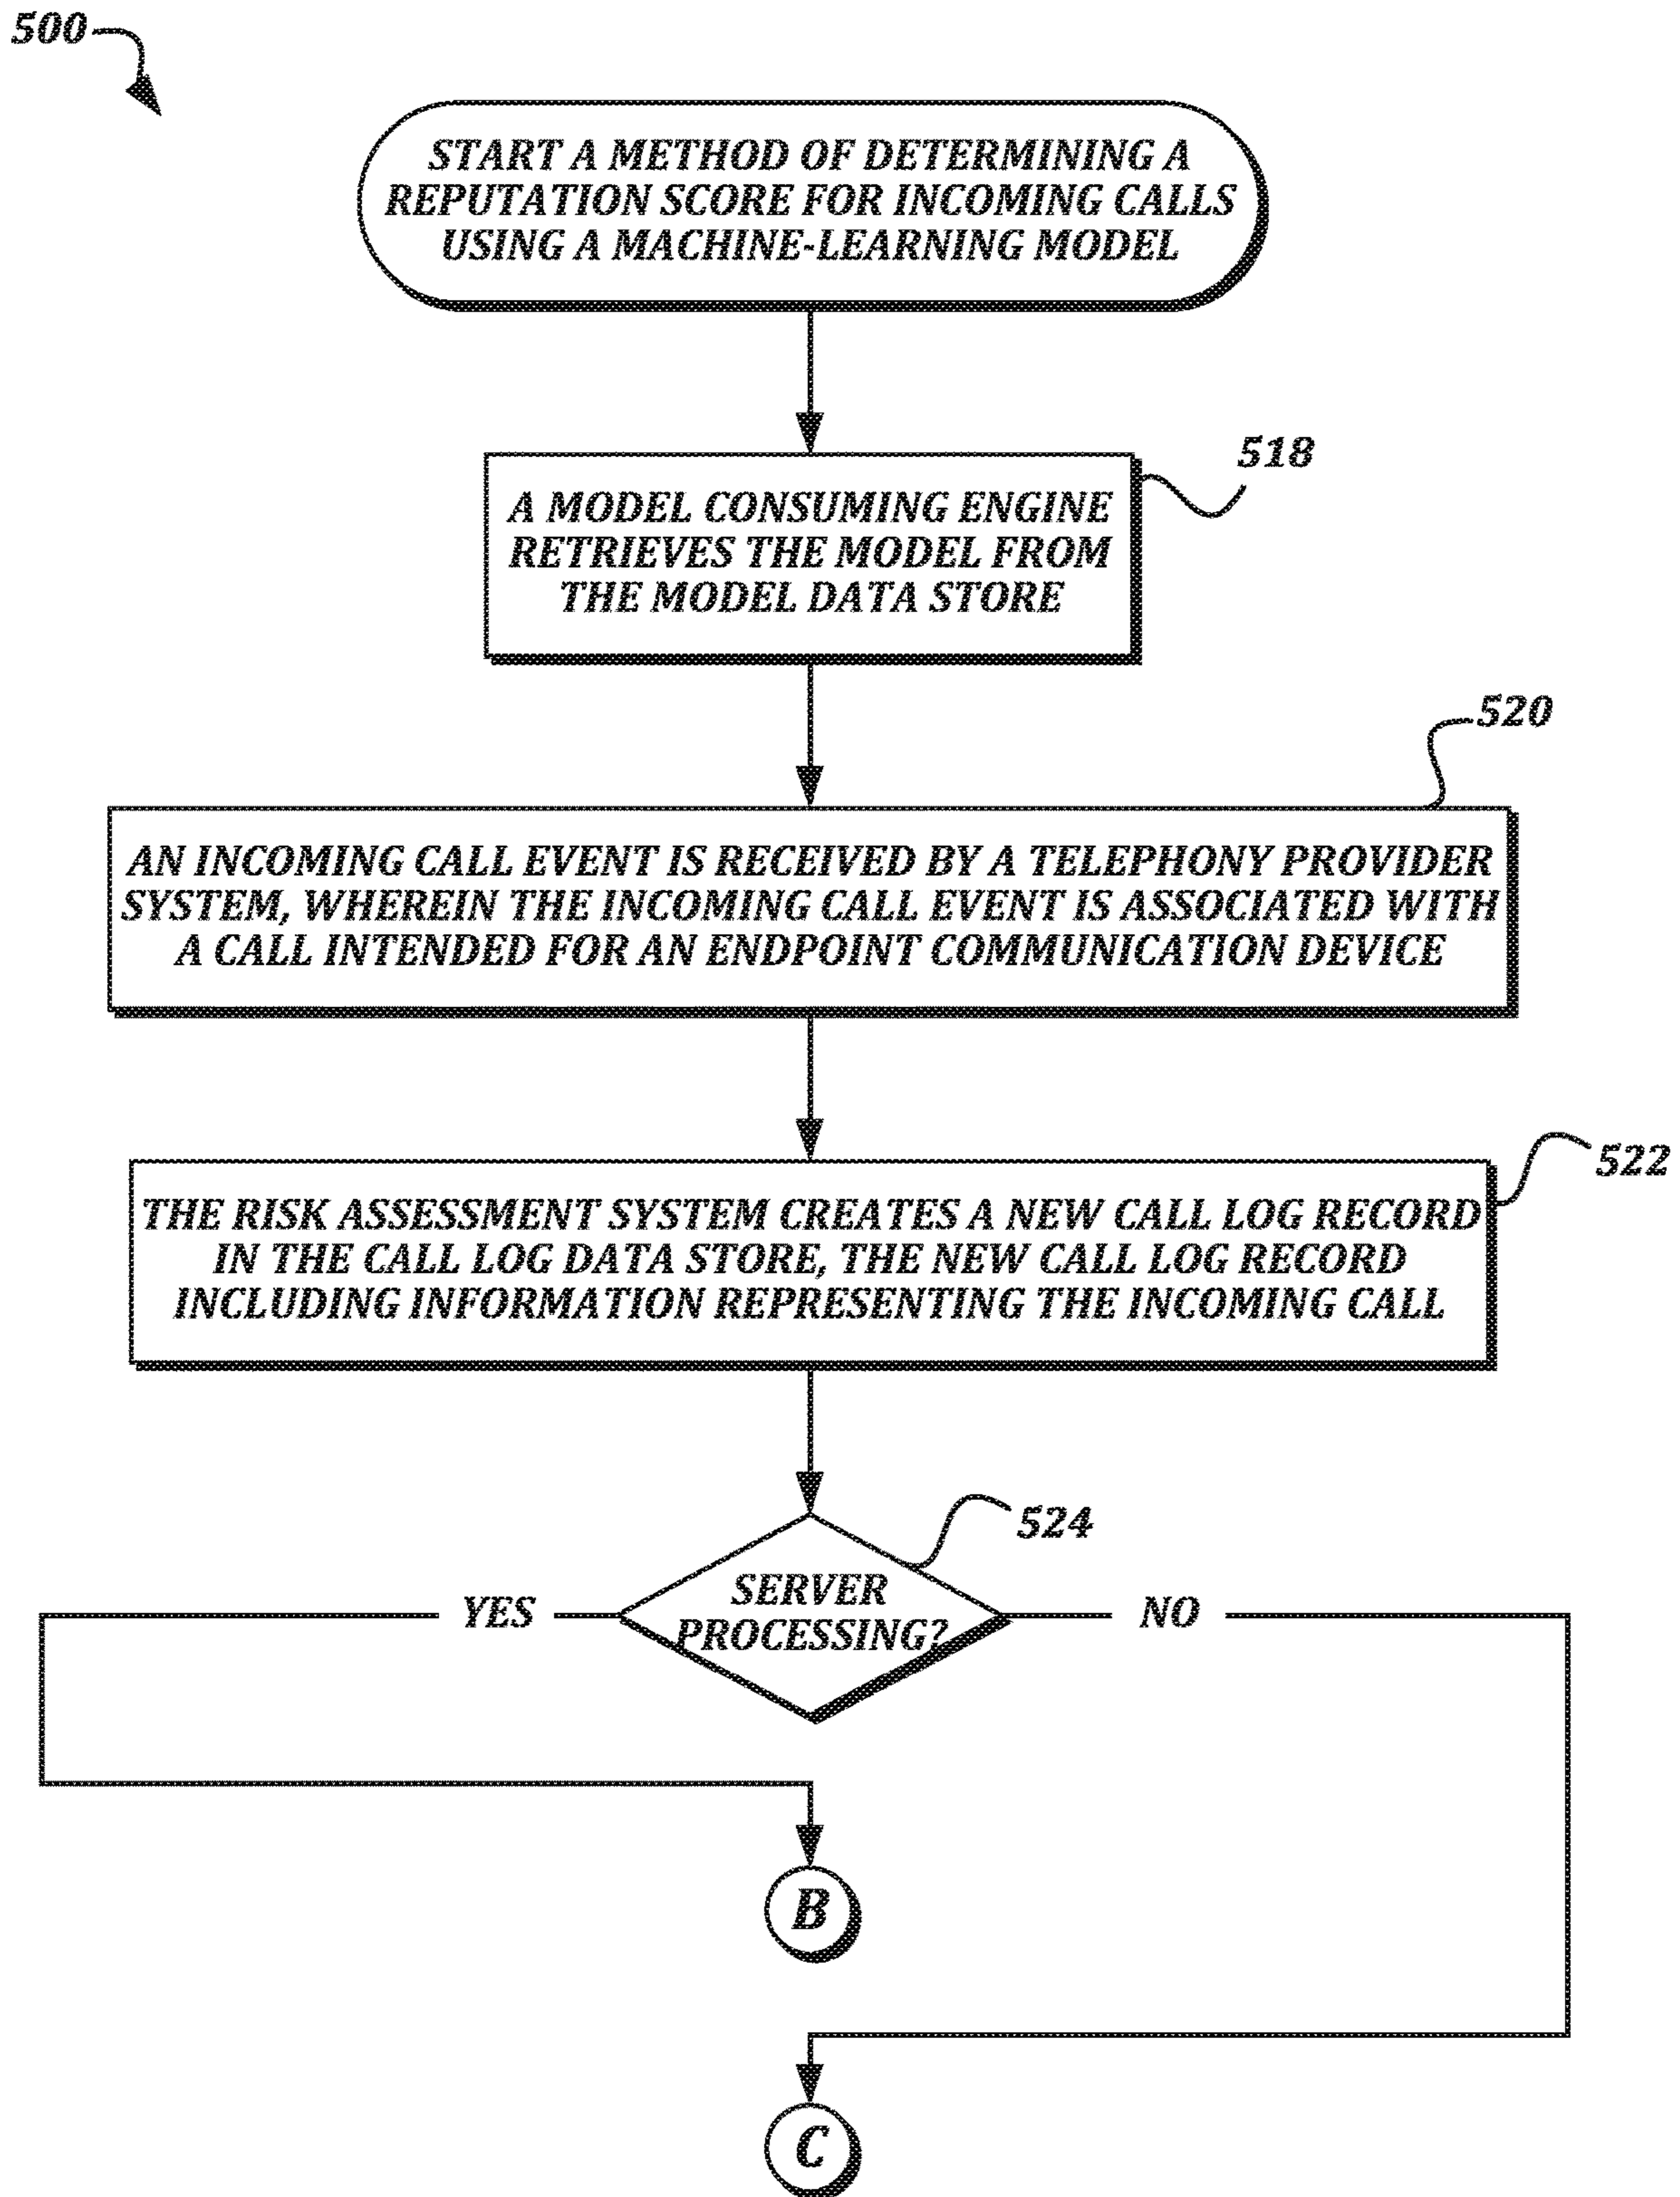 500
START A METHOD OF DETERMINING A
REPUTATION SCORE FOR INCOMING CALLS
USING A MACHINE-LEARNING MODEL
518
A MODEL CONSUMING ENGINE
RETRIEVES THE MODEL FROM
THE MODEL DATA STORE
520
AN INCOMING CALL EVENT IS RECEIVED BY A TELEPHONY PROVIDER
SYSTEM, WHEREIN THE INCOMING CALL EVENT IS ASSOCIATED WITH
A CALL INTENDED FOR AN ENDPOINT COMMUNICATION DEVICE
522
THE RISK ASSESSMENT SYSTEM CREATES A NEW CALL LOG RECORD
IN THE CALL LOG DATA STORE, THE NEW CALL LOG RECORD
INCLUDING INFORMATION REPRESENTING THE INCOMING CALL
524
SERVER
PROCESSING?
YES
NO
B
C